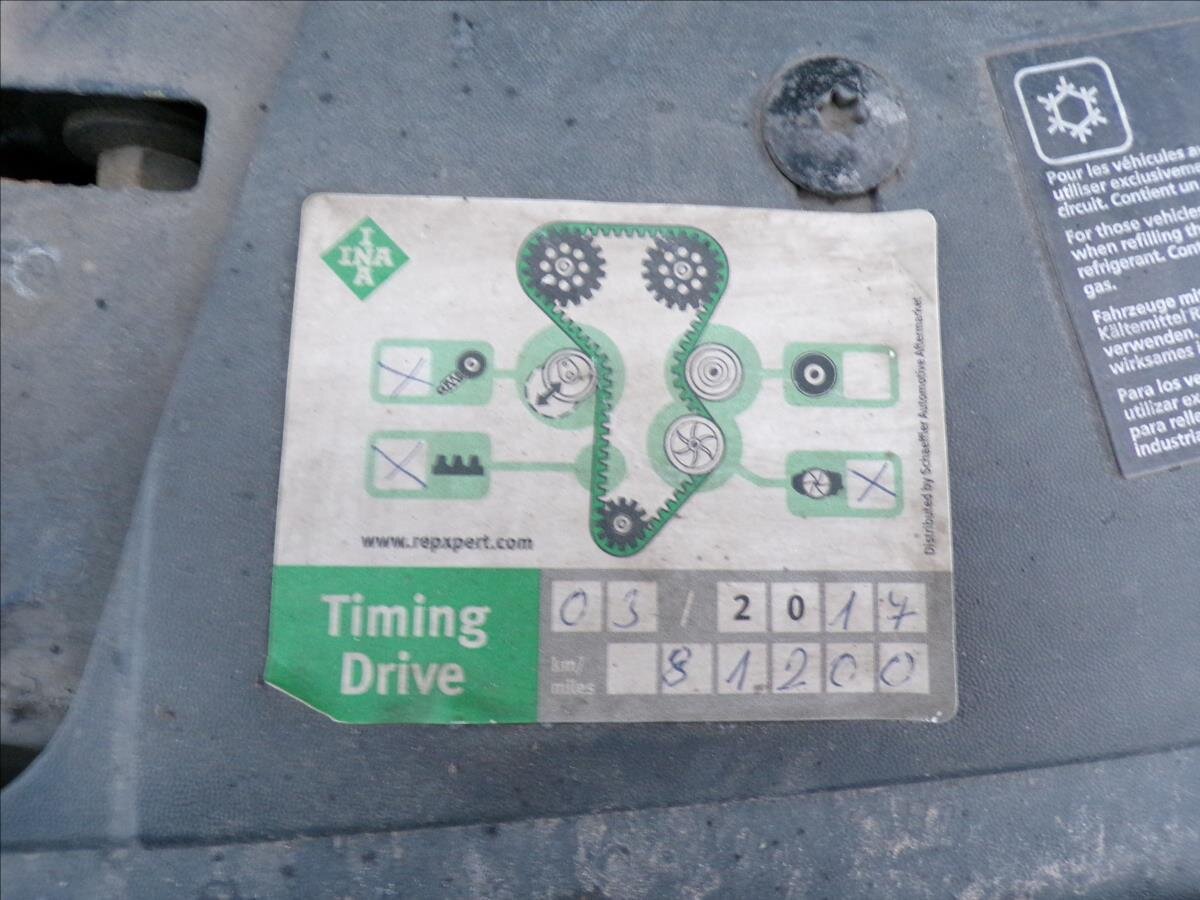 INA
INA
www.repxpert.com
Distributed by Schaeffler Automotive Aftermarket
Timing
Drive
03 / 2017
km/
miles
81200
Pour les véhicules
utiliser exclusiveme
circuit. Contient un
For those vehicle
when refilling th
refrigerant. Con
gas.
Fahrzeuge mi
Kältemittel
verwenden
wirksames
Para los ve
utilizar ex
para relle
industria